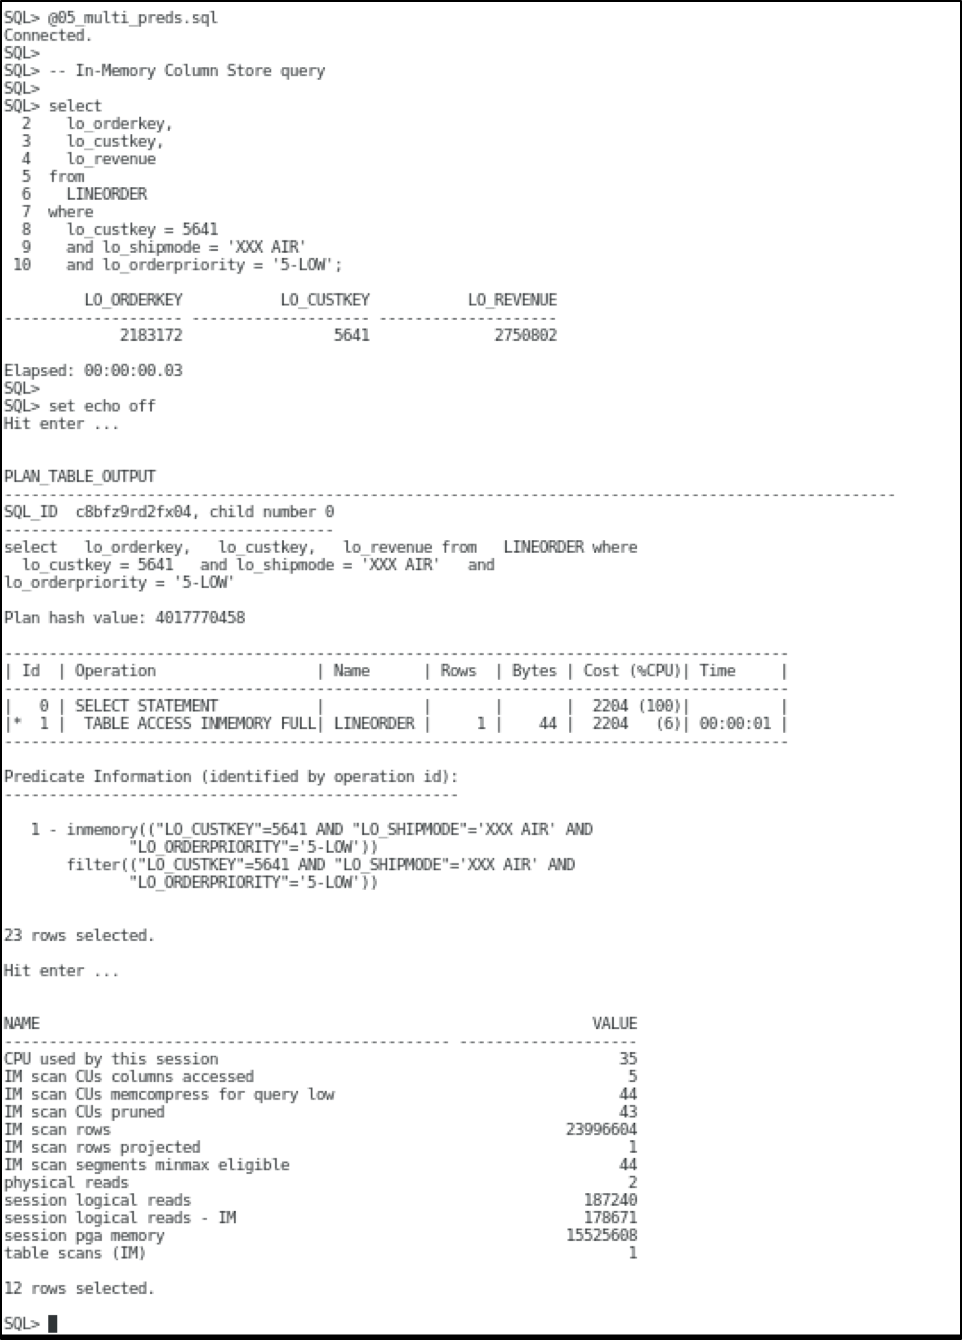 SQL> @05_multi_preds.sql
Connected.
SQL>
SQL> -- In-Memory Column Store query
SQL>
SQL> select
  2    lo_orderkey,
  3    lo_custkey,
  4    lo_revenue
  5  from
  6    LINEORDER
  7  where
  8    lo_custkey = 5641
  9    and lo_shipmode = 'XXX AIR'
 10    and lo_orderpriority = '5-LOW';

         LO_ORDERKEY           LO_CUSTKEY           LO_REVENUE
-------------------- -------------------- --------------------
             2183172                 5641              2750802

Elapsed: 00:00:00.03
SQL>
SQL> set echo off
Hit enter ...


PLAN_TABLE_OUTPUT
----------------------------------------------------------------------------------------------------
SQL_ID  c8bfz9rd2fx04, child number 0
-------------------------------------
select   lo_orderkey,   lo_custkey,   lo_revenue from   LINEORDER where
  lo_custkey = 5641   and lo_shipmode = 'XXX AIR'   and
lo_orderpriority = '5-LOW'

Plan hash value: 4017770458

----------------------------------------------------------------------------------------
| Id  | Operation                  | Name      | Rows  | Bytes | Cost (%CPU)| Time     |
----------------------------------------------------------------------------------------
|   0 | SELECT STATEMENT           |           |       |       |  2204 (100)|          |
|*  1 |  TABLE ACCESS INMEMORY FULL| LINEORDER |     1 |    44 |  2204   (6)| 00:00:01 |
----------------------------------------------------------------------------------------

Predicate Information (identified by operation id):
---------------------------------------------------

   1 - inmemory(("LO_CUSTKEY"=5641 AND "LO_SHIPMODE"='XXX AIR' AND
              "LO_ORDERPRIORITY"='5-LOW'))
       filter(("LO_CUSTKEY"=5641 AND "LO_SHIPMODE"='XXX AIR' AND
              "LO_ORDERPRIORITY"='5-LOW'))


23 rows selected.

Hit enter ...


NAME                                                              VALUE
-------------------------------------------------- --------------------
CPU used by this session                                             35
IM scan CUs columns accessed                                          5
IM scan CUs memcompress for query low                                44
IM scan CUs pruned                                                   43
IM scan rows                                                   23996604
IM scan rows projected                                                1
IM scan segments minmax eligible                                     44
physical reads                                                        2
session logical reads                                            187240
session logical reads - IM                                       178671
session pga memory                                             15525608
table scans (IM)                                                      1

12 rows selected.

SQL>